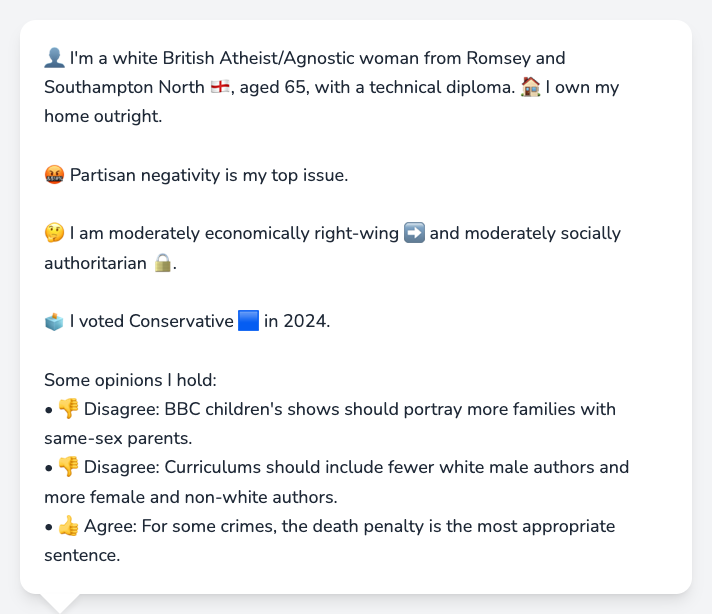 👤 I'm a white British Atheist/Agnostic woman from Romsey and
Southampton North 🏴󠁧󠁢󠁥󠁮󠁧󠁿, aged 65, with a technical diploma. 🏠 I own my
home outright.
🤬 Partisan negativity is my top issue.
🤔 I am moderately economically right-wing ➡️ and moderately socially
authoritarian 🔒.
🗳️ I voted Conservative 🟦 in 2024.
Some opinions I hold:
• 👎 Disagree: BBC children's shows should portray more families with
same-sex parents.
• 👎 Disagree: Curriculums should include fewer white male authors and
more female and non-white authors.
• 👍 Agree: For some crimes, the death penalty is the most appropriate
sentence.